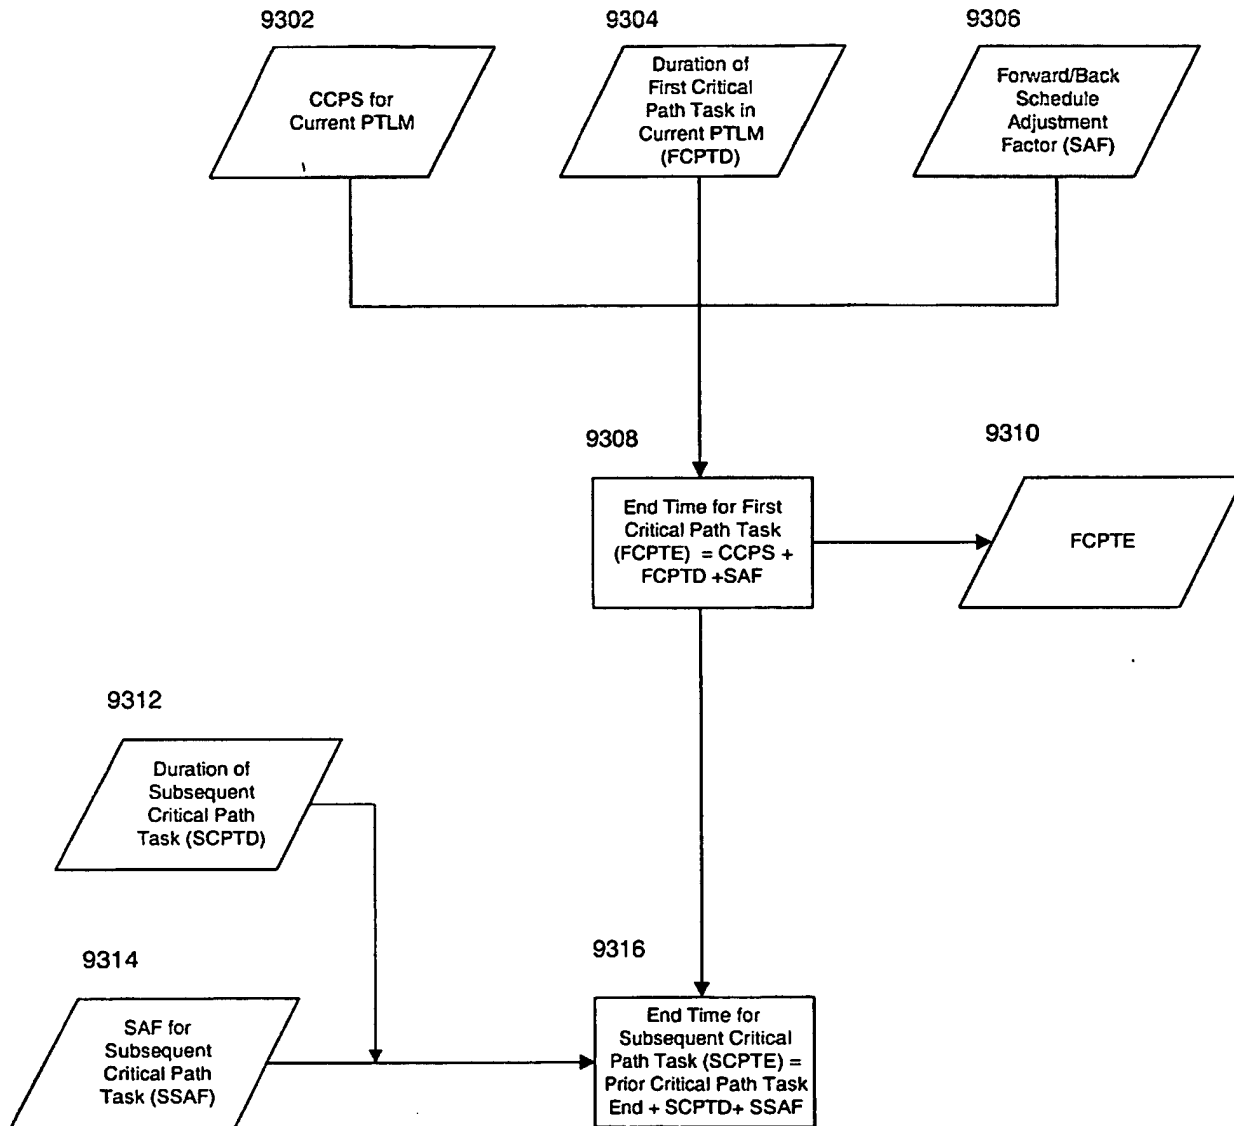 9302
CCPS for
Current PTLM
9304
Duration of
First Critical
Path Task in
Current PTLM
(FCPTD)
9306
Forward/Back
Schedule
Adjustment
Factor (SAF)
9308
End Time for First
Critical Path Task
(FCPTE) = CCPS +
FCPTD +SAF
9310
FCPTE
9312
Duration of
Subsequent
Critical Path
Task (SCPTD)
9314
SAF for
Subsequent
Critical Path
Task (SSAF)
9316
End Time for
Subsequent Critical
Path Task (SCPTE) =
Prior Critical Path Task
End + SCPTD+ SSAF